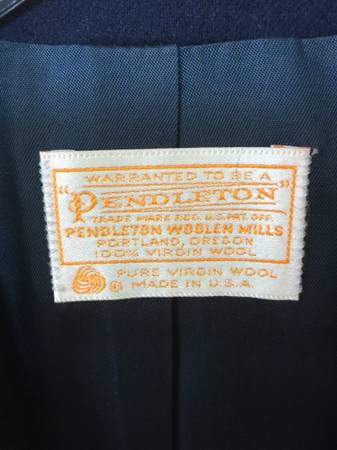 WARRANTED TO BE A
"PENDLETON"
TRADE MARK REG. U.S. PAT. OFF.
PENDLETON WOOLEN MILLS
PORTLAND, OREGON
100% VIRGIN WOOL
PURE VIRGIN WOOL
® MADE IN U.S.A.